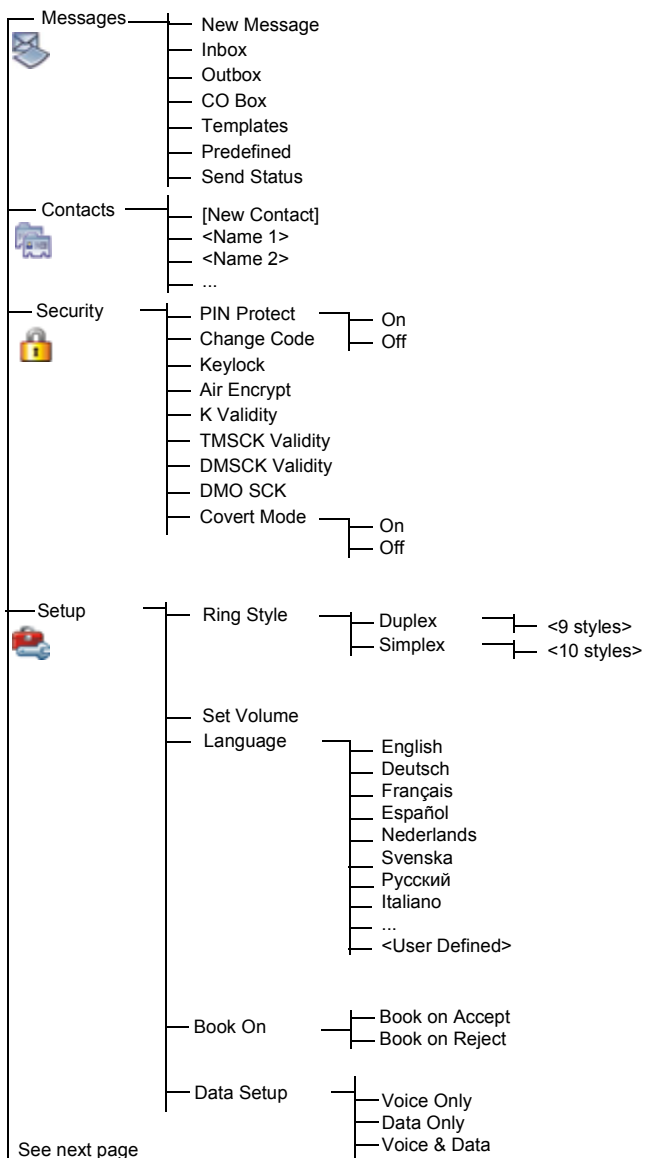 Messages
New Message
Inbox
Outbox
CO Box
Templates
Predefined
Send Status
Contacts
[New Contact]
<Name 1>
<Name 2>
...
Security
PIN Protect
On
Off
Change Code
Keylock
Air Encrypt
K Validity
TMSCK Validity
DMSCK Validity
DMO SCK
Covert Mode
On
Off
Setup
Ring Style
Duplex
<9 styles>
Simplex
<10 styles>
Set Volume
Language
English
Deutsch
Français
Español
Nederlands
Svenska
Русский
Italiano
...
<User Defined>
Book On
Book on Accept
Book on Reject
Data Setup
Voice Only
Data Only
Voice & Data
See next page